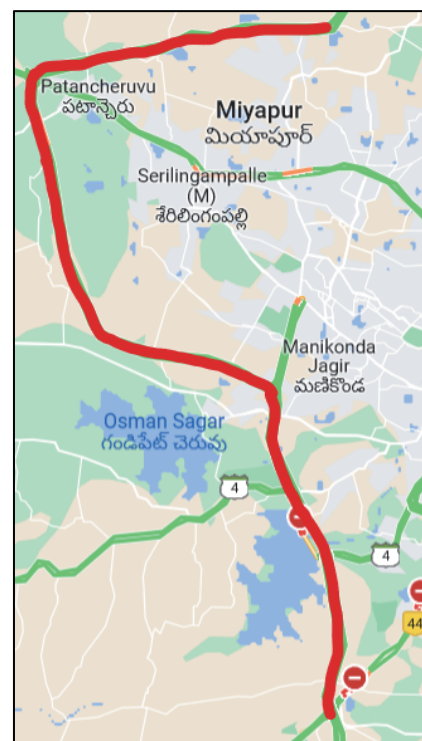 Patancheruvu
పటాన్చెరు
Miyapur
మియాపూర్
Serilingampalle
(M)
శేరిలింగంపల్లి
Manikonda
Jagir
మణికొండ
Osman Sagar
గండిపేట్ చెరువు
4
4
44